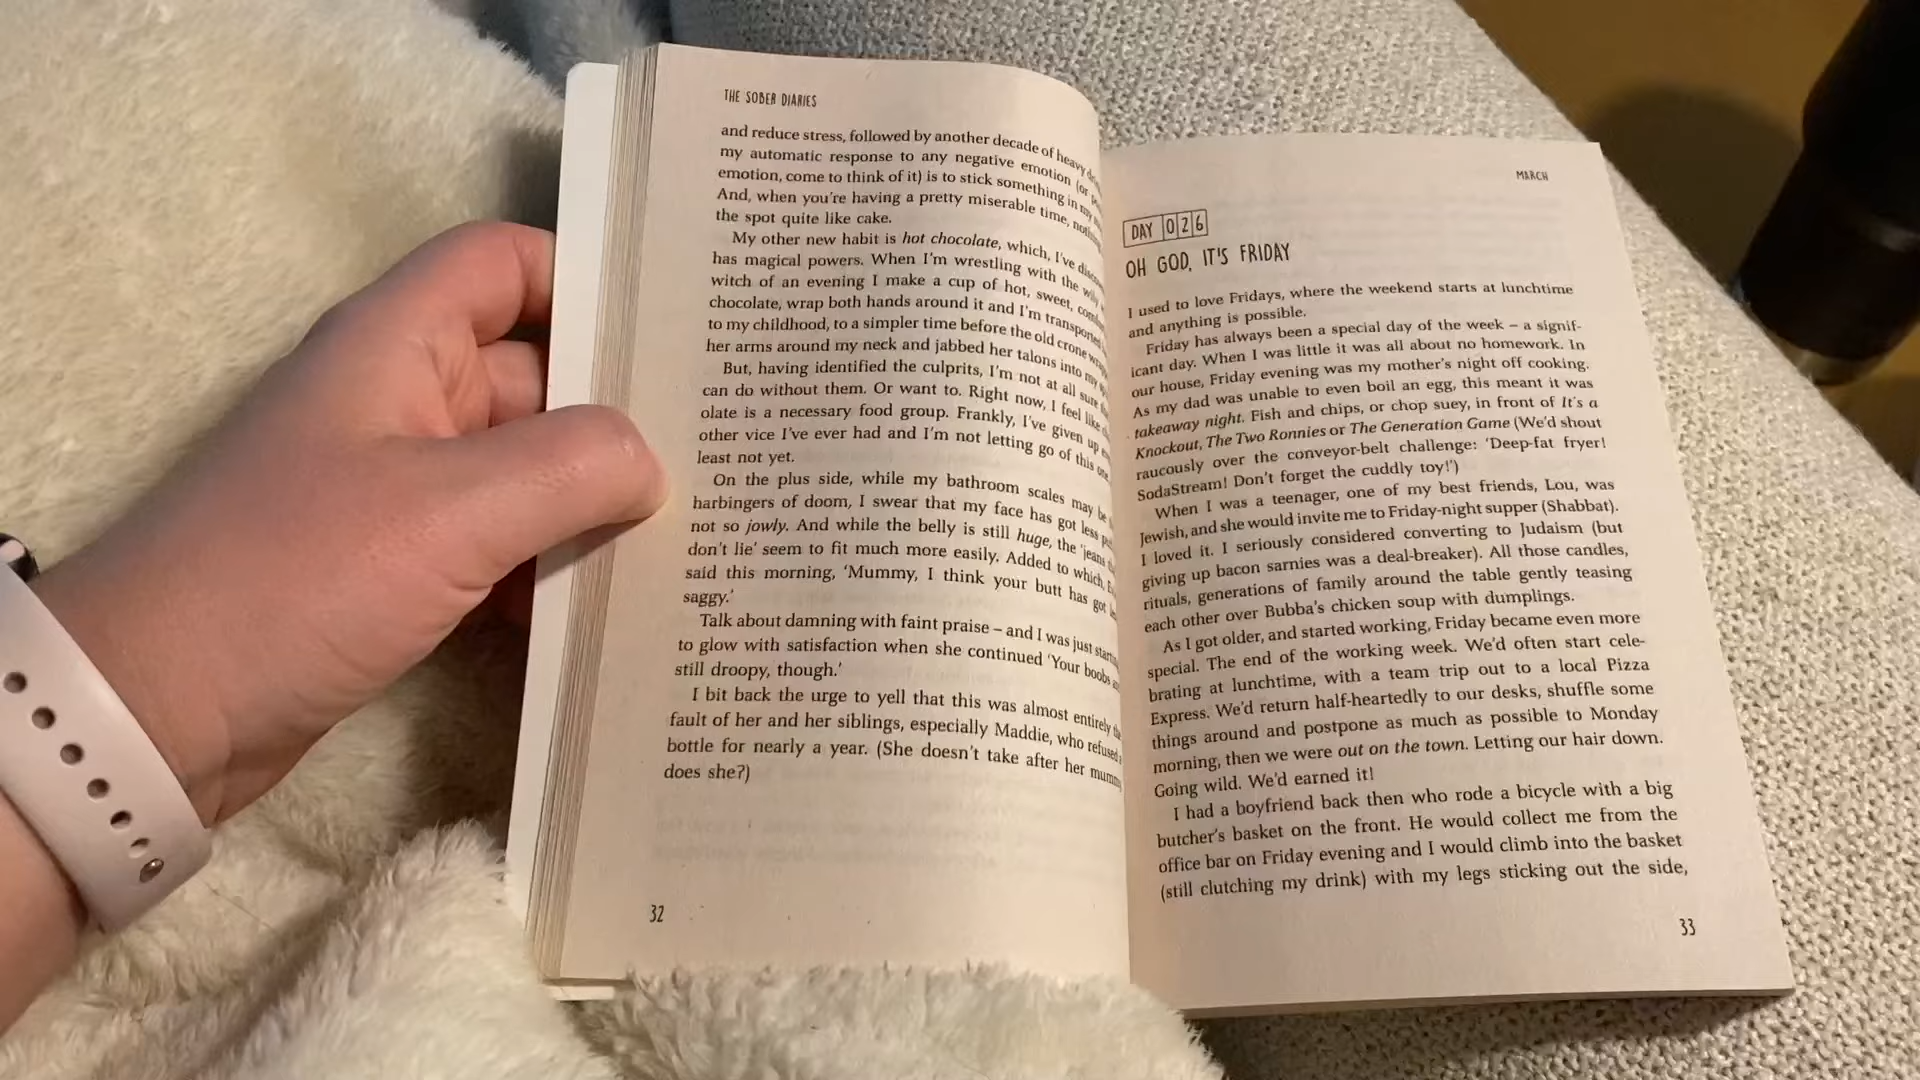 THE SOBER DIARIES
and reduce stress, followed by another decade of heavy
my automatic response to any negative emotion (or
emotion, come to think of it) is to stick something in my
And, when you're having a pretty miserable time,
the spot quite like cake.
My other new habit is hot chocolate, which, I've
has magical powers. When I'm wrestling with the
witch of an evening I make a cup of hot, sweet,
chocolate, wrap both hands around it and I'm transported
to my childhood, to a simpler time before the old crone
her arms around my neck and jabbed her talons into my
But, having identified the culprits, I'm not at all sure
can do without them. Or want to. Right now, I feel like
olate is a necessary food group. Frankly, I've given up
other vice I've ever had and I'm not letting go of this one
least not yet.
On the plus side, while my bathroom scales may be
harbingers of doom, I swear that my face has got less
not so jowly. And while the belly is still huge, the 'jeans
don't lie' seem to fit much more easily. Added to which,
said this morning, 'Mummy, I think your butt has got
saggy.'
Talk about damning with faint praise – and I was just
to glow with satisfaction when she continued 'Your boobs
still droopy, though.'
I bit back the urge to yell that this was almost entirely
fault of her and her siblings, especially Maddie, who refused
bottle for nearly a year. (She doesn't take after her
does she?)
32
MARCH
DAY 026
OH GOD, IT'S FRIDAY
I used to love Fridays, where the weekend starts at lunchtime
and anything is possible.
Friday has always been a special day of the week – a signif-
icant day. When I was little it was all about no homework. In
our house, Friday evening was my mother's night off cooking.
As my dad was unable to even boil an egg, this meant it was
takeaway night. Fish and chips, or chop suey, in front of It's a
Knockout, The Two Ronnies or The Generation Game (We'd shout
raucously over the conveyor-belt challenge: 'Deep-fat fryer!
SodaStream! Don't forget the cuddly toy!')
When I was a teenager, one of my best friends, Lou, was
Jewish, and she would invite me to Friday-night supper (Shabbat).
I loved it. I seriously considered converting to Judaism (but
giving up bacon sarnies was a deal-breaker). All those candles,
rituals, generations of family around the table gently teasing
each other over Bubba's chicken soup with dumplings.
As I got older, and started working, Friday became even more
special. The end of the working week. We'd often start cele-
brating at lunchtime, with a team trip out to a local Pizza
Express. We'd return half-heartedly to our desks, shuffle some
things around and postpone as much as possible to Monday
morning, then we were out on the town. Letting our hair down.
Going wild. We'd earned it!
I had a boyfriend back then who rode a bicycle with a big
butcher's basket on the front. He would collect me from the
office bar on Friday evening and I would climb into the basket
(still clutching my drink) with my legs sticking out the side,
33